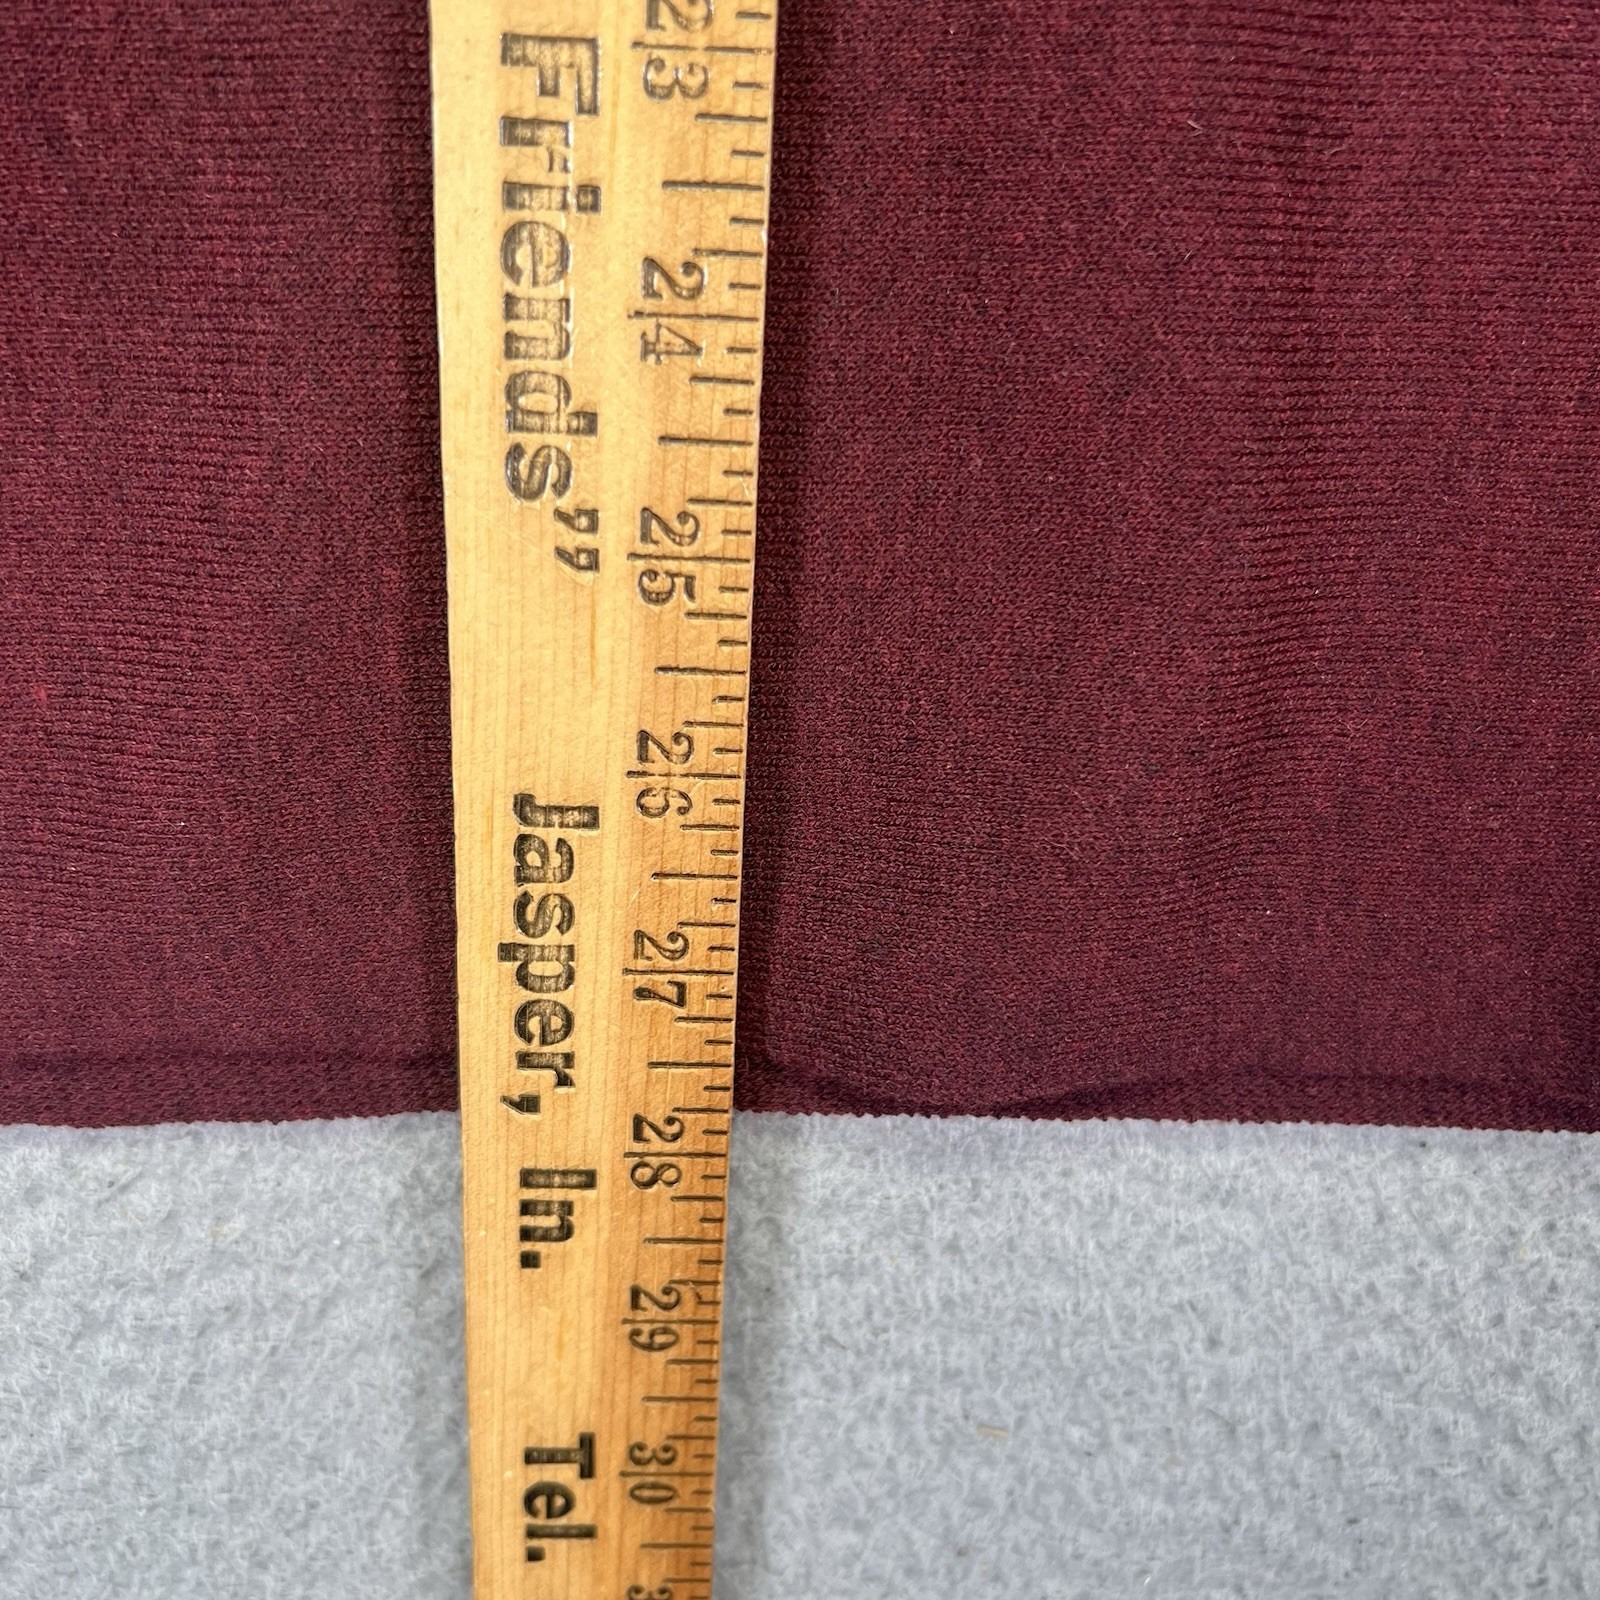 Friends” Jasper, In. Tel.
23 24 25 26 27 28 29 30